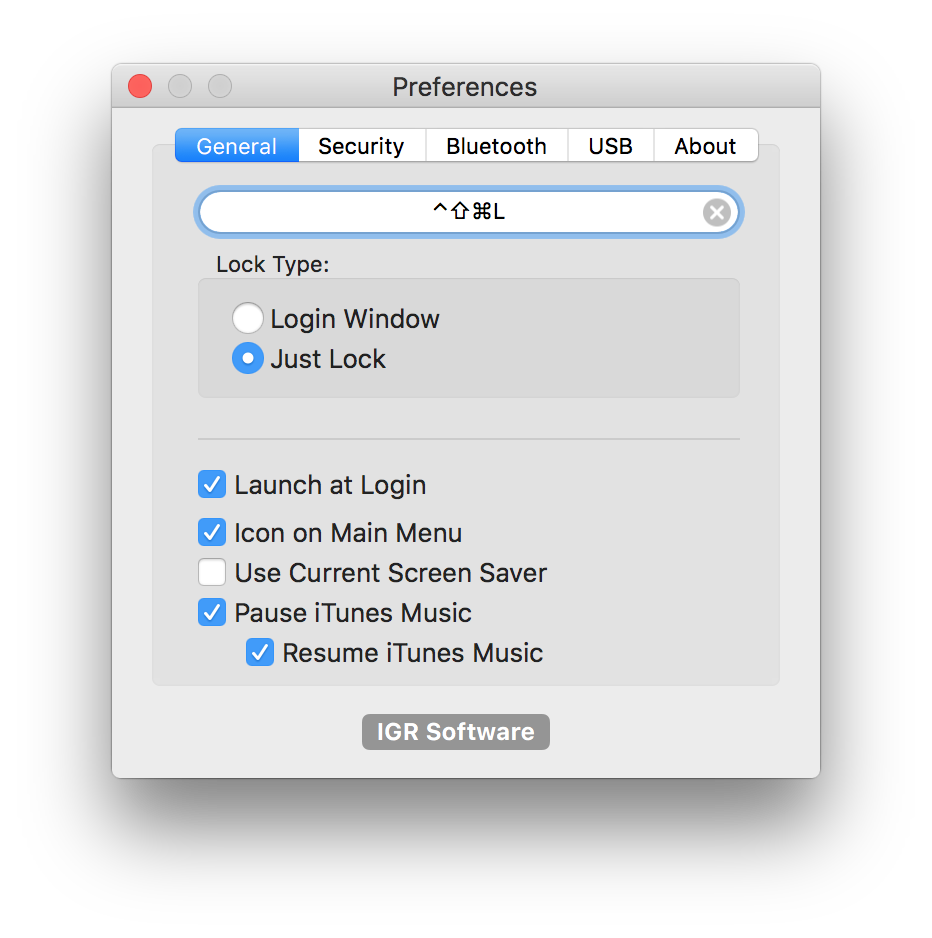 Preferences
General Security Bluetooth USB About
^⇧⌘L
Lock Type:
Login Window
Just Lock
Launch at Login
Icon on Main Menu
Use Current Screen Saver
Pause iTunes Music
Resume iTunes Music
IGR Software